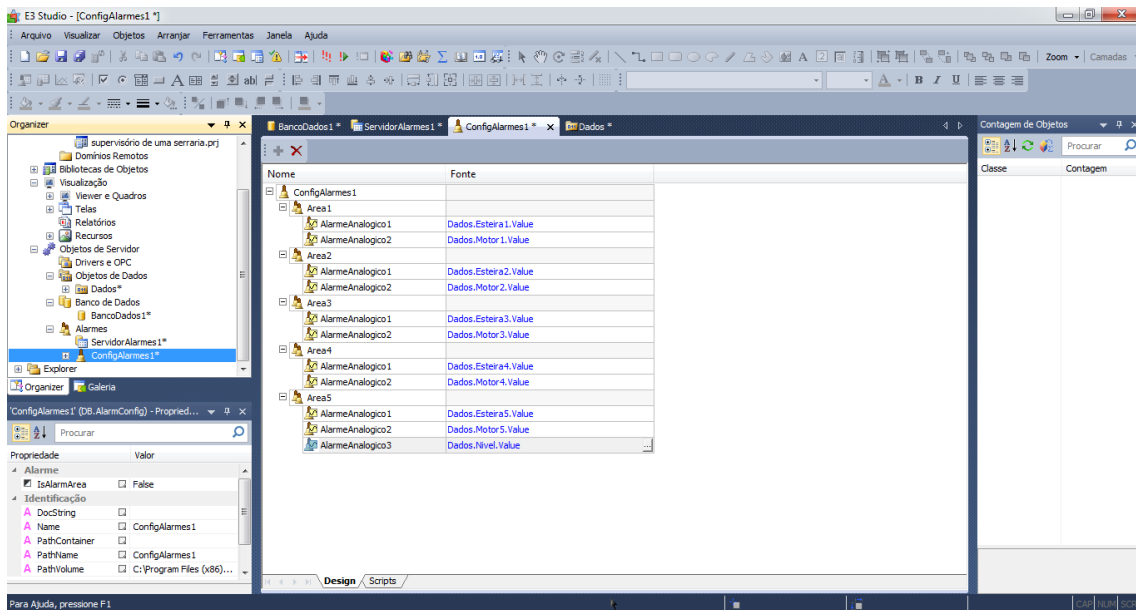 E3 Studio - [ConfigAlarmes1 *]
Arquivo Visualizar Objetos Arranjar Ferramentas Janela Ajuda
Zoom Camadas
A B I U
Organizer
BancoDados1 * ServidorAlarmes1 * ConfigAlarmes1 * Dados *
Contagem de Objetos
supervisório de uma serraria.prj
Domínios Remotos
Bibliotecas de Objetos
Visualização
Viewer e Quadros
Telas
Relatórios
Recursos
Objetos de Servidor
Drivers e OPC
Objetos de Dados
Dados*
Banco de Dados
BancoDados1*
Alarmes
ServidorAlarmes1*
ConfigAlarmes1*
Explorer
Organizer Galeria
'ConfigAlarmes1' (DB.AlarmConfig) - Propried...
Procurar
Propriedade Valor
Alarme
IsAlarmArea False
Identificação
DocString
Name ConfigAlarmes1
PathContainer
PathName ConfigAlarmes1
PathVolume C:\Program Files (x86)...
Nome Fonte
ConfigAlarmes1
Area1
AlarmeAnalogico1 Dados.Esteira1.Value
AlarmeAnalogico2 Dados.Motor1.Value
Area2
AlarmeAnalogico1 Dados.Esteira2.Value
AlarmeAnalogico2 Dados.Motor2.Value
Area3
AlarmeAnalogico1 Dados.Esteira3.Value
AlarmeAnalogico2 Dados.Motor3.Value
Area4
AlarmeAnalogico1 Dados.Esteira4.Value
AlarmeAnalogico2 Dados.Motor4.Value
Area5
AlarmeAnalogico1 Dados.Esteira5.Value
AlarmeAnalogico2 Dados.Motor5.Value
AlarmeAnalogico3 Dados.Nivel.Value ...
Design Scripts
Procurar
Classe Contagem
Para Ajuda, pressione F1
CAP NUM SCR